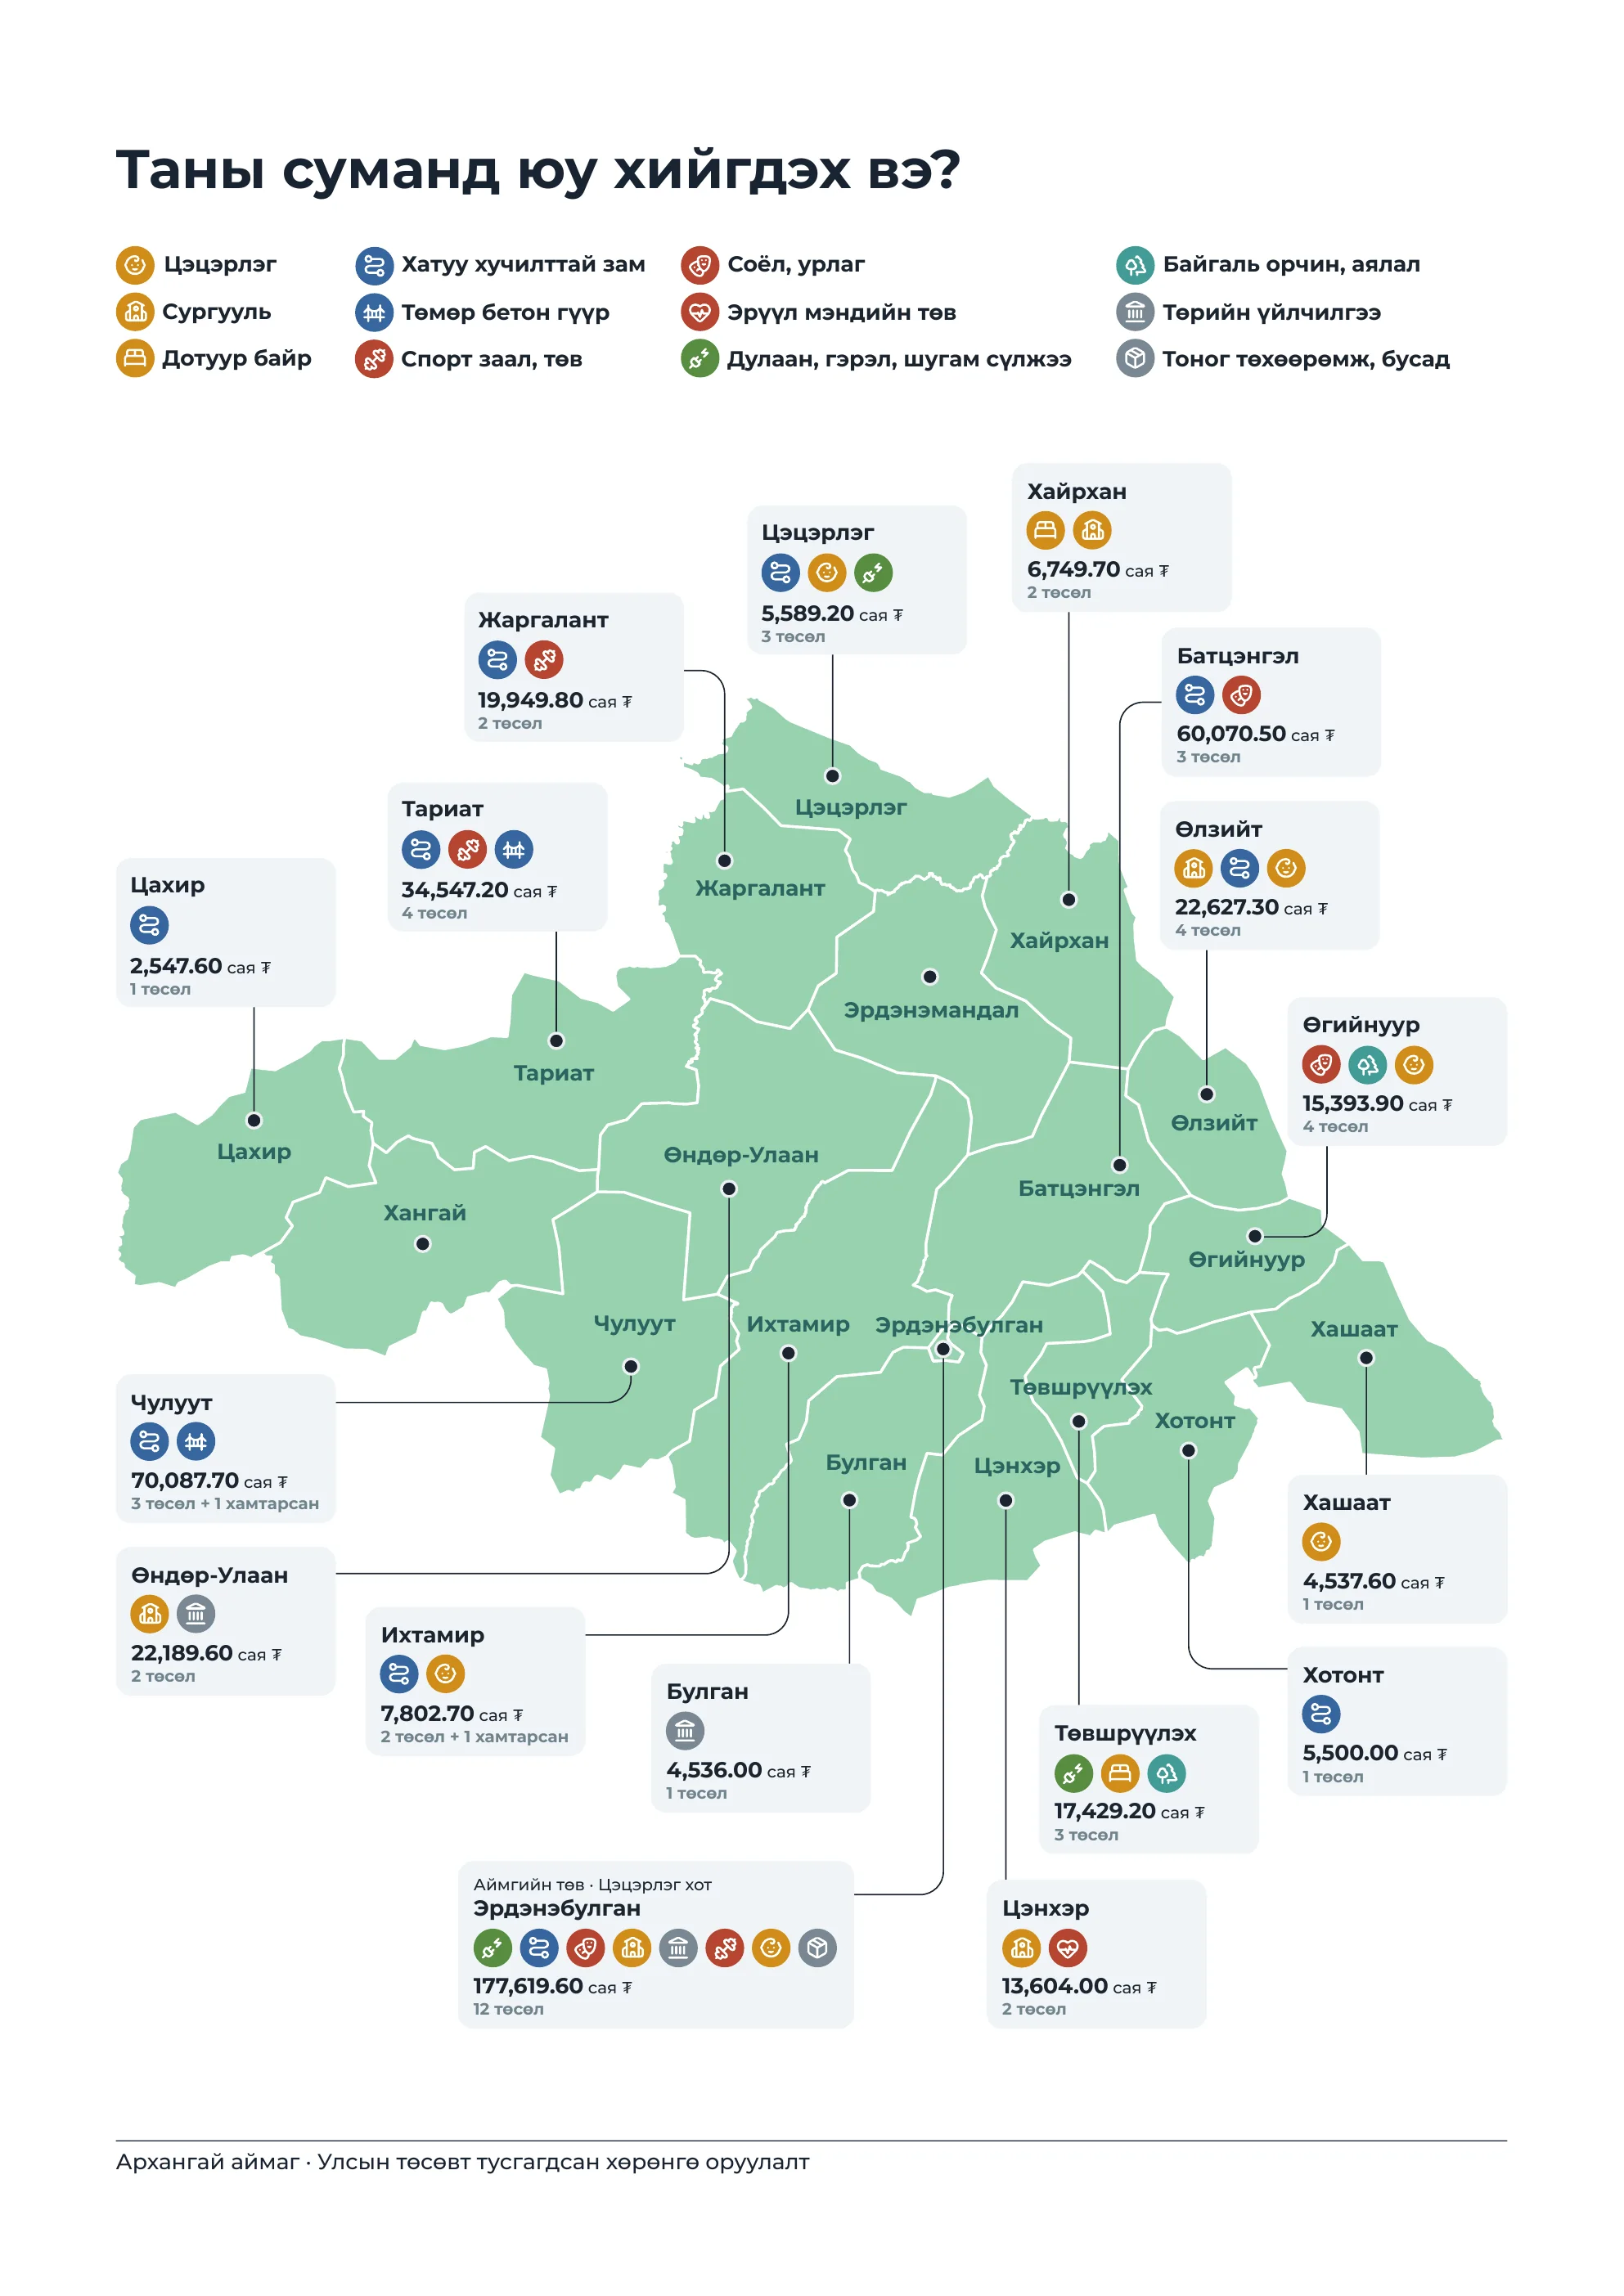 Таны суманд юу хийгдэх вэ?
Цэцэрлэг
Сургууль
Дотуур байр
Хатуу хучилттай зам
Төмөр бетон гүүр
Спорт заал, төв
Соёл, урлаг
Эрүүл мэндийн төв
Дулаан, гэрэл, шугам сүлжээ
Байгаль орчин, аялал
Төрийн үйлчилгээ
Тоног төхөөрөмж, бусад
Хайрхан
6,749.70 сая ₮
2 төсөл
Цэцэрлэг
5,589.20 сая ₮
3 төсөл
Жаргалант
19,949.80 сая ₮
2 төсөл
Батцэнгэл
60,070.50 сая ₮
3 төсөл
Тариат
34,547.20 сая ₮
4 төсөл
Өлзийт
22,627.30 сая ₮
4 төсөл
Цахир
2,547.60 сая ₮
1 төсөл
Өгийнуур
15,393.90 сая ₮
4 төсөл
Цэцэрлэг
Жаргалант
Хайрхан
Эрдэнэмандал
Тариат
Өлзийт
Цахир
Өндөр-Улаан
Батцэнгэл
Хангай
Өгийнуур
Чулуут
Ихтамир
Эрдэнэбулган
Хашаат
Төвшрүүлэх
Хотонт
Булган
Цэнхэр
Чулуут
70,087.70 сая ₮
3 төсөл + 1 хамтарсан
Өндөр-Улаан
22,189.60 сая ₮
2 төсөл
Ихтамир
7,802.70 сая ₮
2 төсөл + 1 хамтарсан
Булган
4,536.00 сая ₮
1 төсөл
Хашаат
4,537.60 сая ₮
1 төсөл
Хотонт
5,500.00 сая ₮
1 төсөл
Төвшрүүлэх
17,429.20 сая ₮
3 төсөл
Аймгийн төв · Цэцэрлэг хот
Эрдэнэбулган
177,619.60 сая ₮
12 төсөл
Цэнхэр
13,604.00 сая ₮
2 төсөл
Архангай аймаг · Улсын төсөвт тусгагдсан хөрөнгө оруулалт